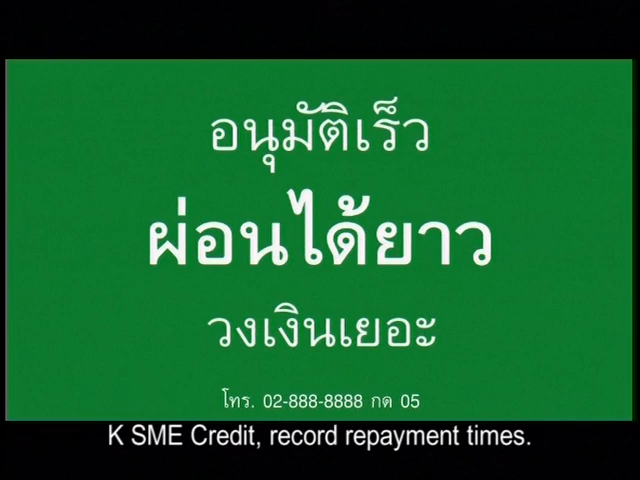 อนุมัติเร็ว
ผ่อนได้ยาว
วงเงินเยอะ
โทร. 02-888-8888 กด 05
K SME Credit, record repayment times.